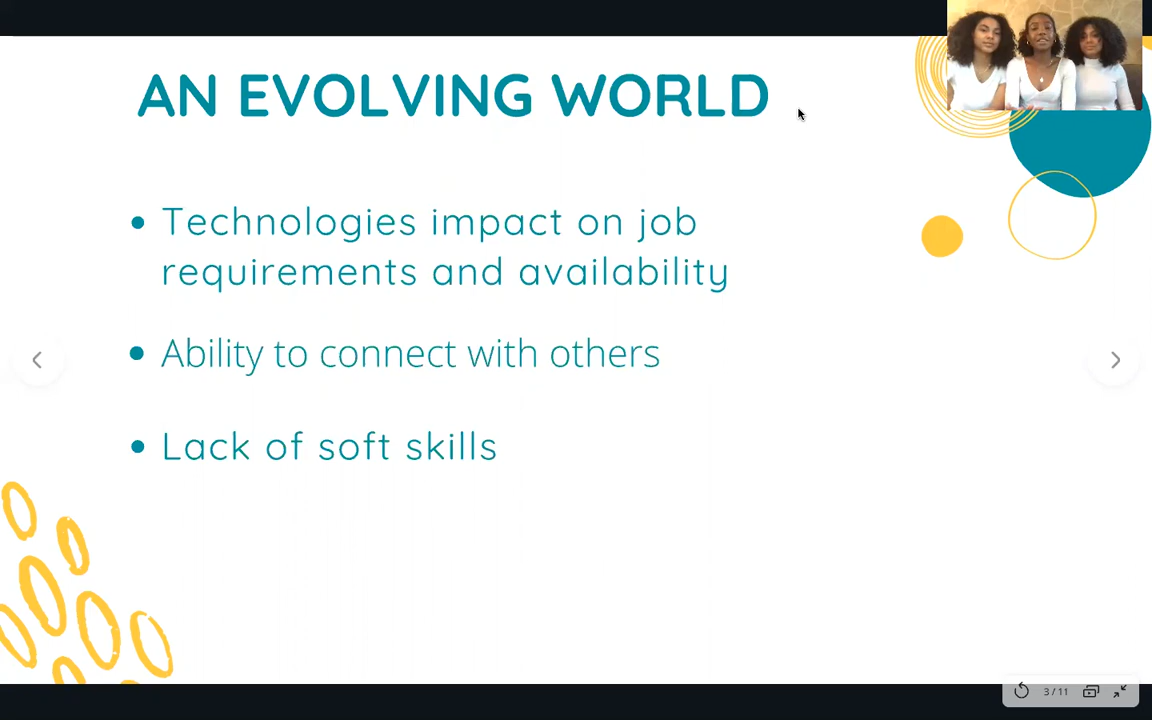 AN EVOLVING WORLD
• Technologies impact on job
requirements and availability
• Ability to connect with others
• Lack of soft skills
3 / 11